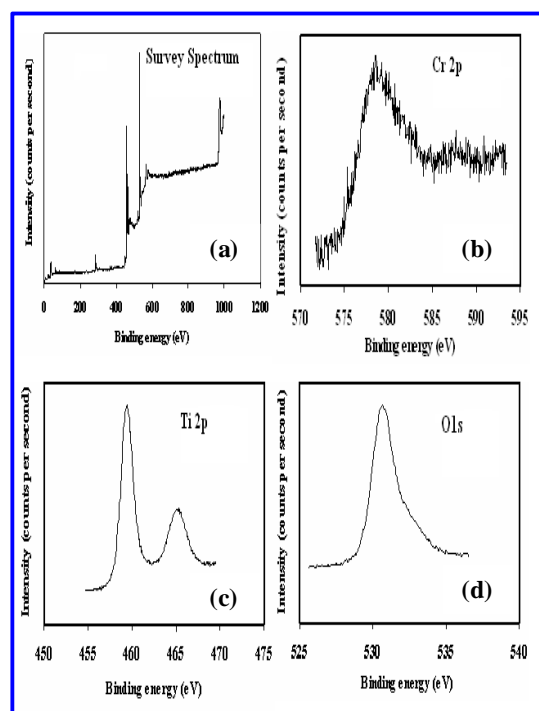 Survey Spectrum
Intensity (counts per second)
(a)
0 200 400 600 800 1000 1200
Binding energy (eV)
Cr 2p
Intensity (counts per second.)
(b)
570 575 580 585 590 595
Binding energy (eV)
Ti 2p
Intensity (counts per second)
(c)
450 455 460 465 470 475
Binding energy (eV)
O1s
Intensity (counts per second)
(d)
525 530 535 540
Binding energy (eV)